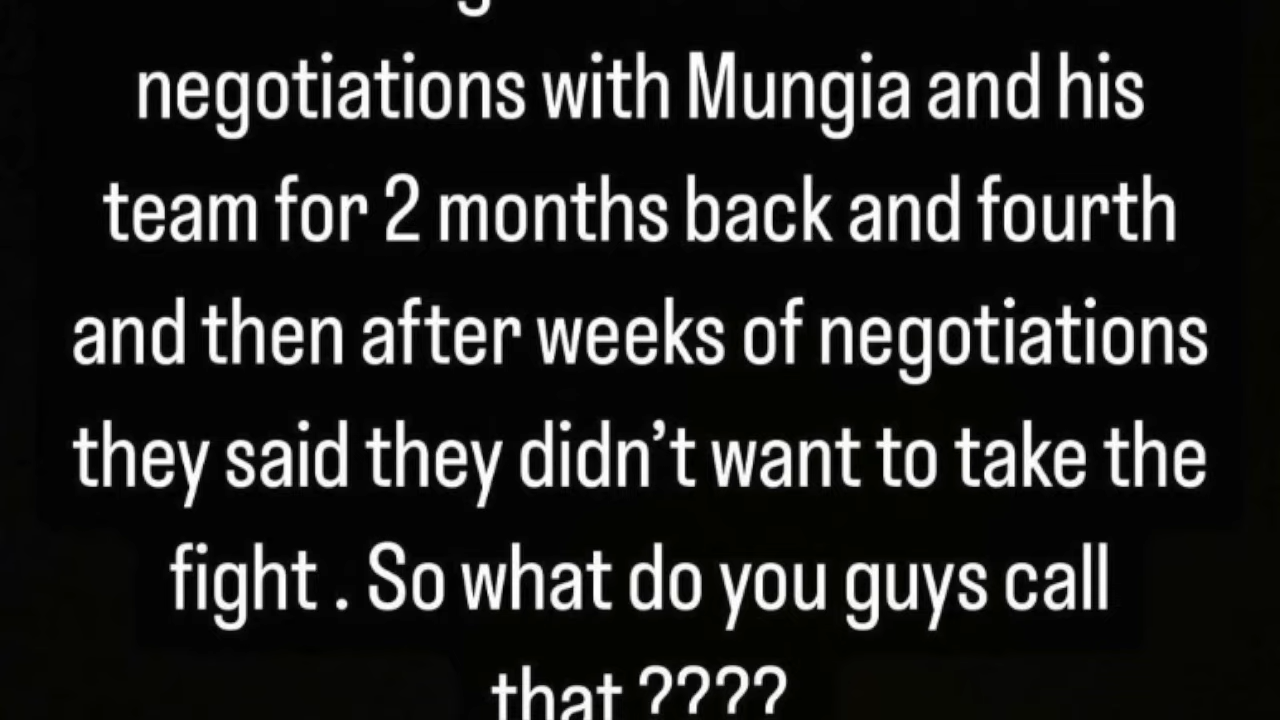 negotiations with Mungia and his
team for 2 months back and fourth
and then after weeks of negotiations
they said they didn't want to take the
fight . So what do you guys call
that ????